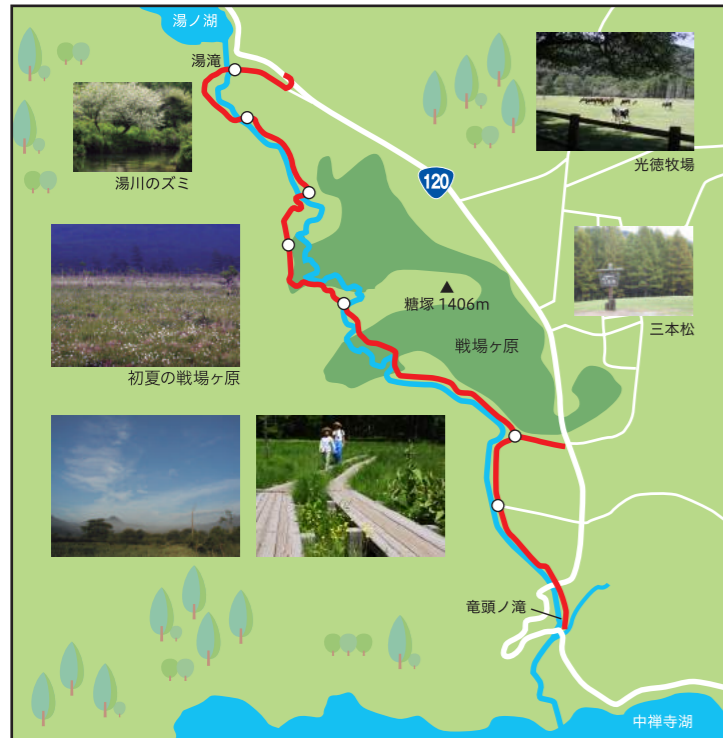 湯ノ湖
湯滝
湯川のズミ
120
光徳牧場
糖塚 1406m
三本松
戦場ヶ原
初夏の戦場ヶ原
竜頭ノ滝
中禅寺湖